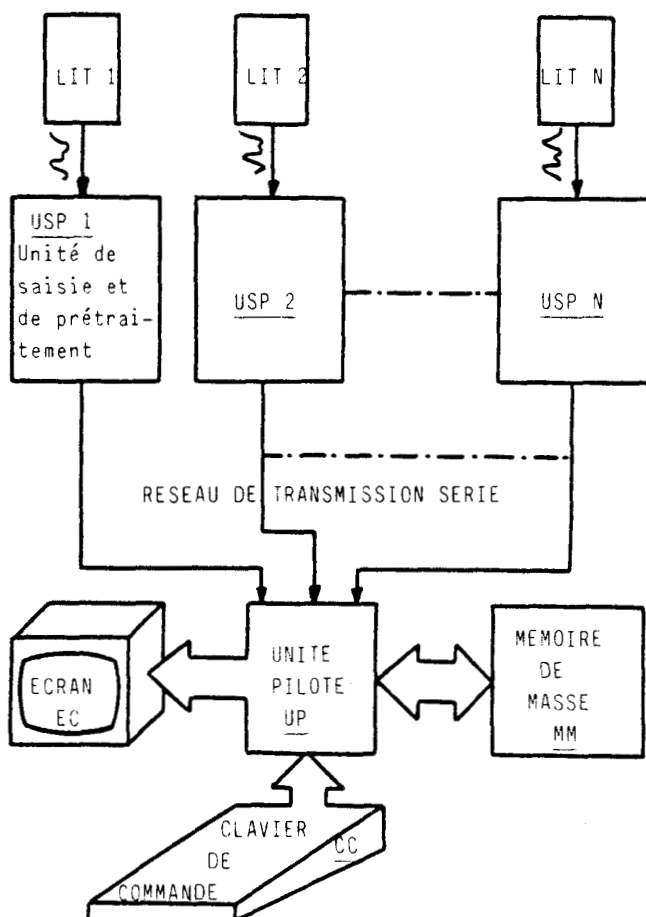 LIT 1
LIT 2
LIT N
USP 1
Unité de
saisie et
de prétrai-
tement
USP 2
USP N
RESEAU DE TRANSMISSION SERIE
ECRAN
EC
UNITE
PILOTE
UP
MEMOIRE
DE
MASSE
MM
CLAVIER
DE
COMMANDE
CC